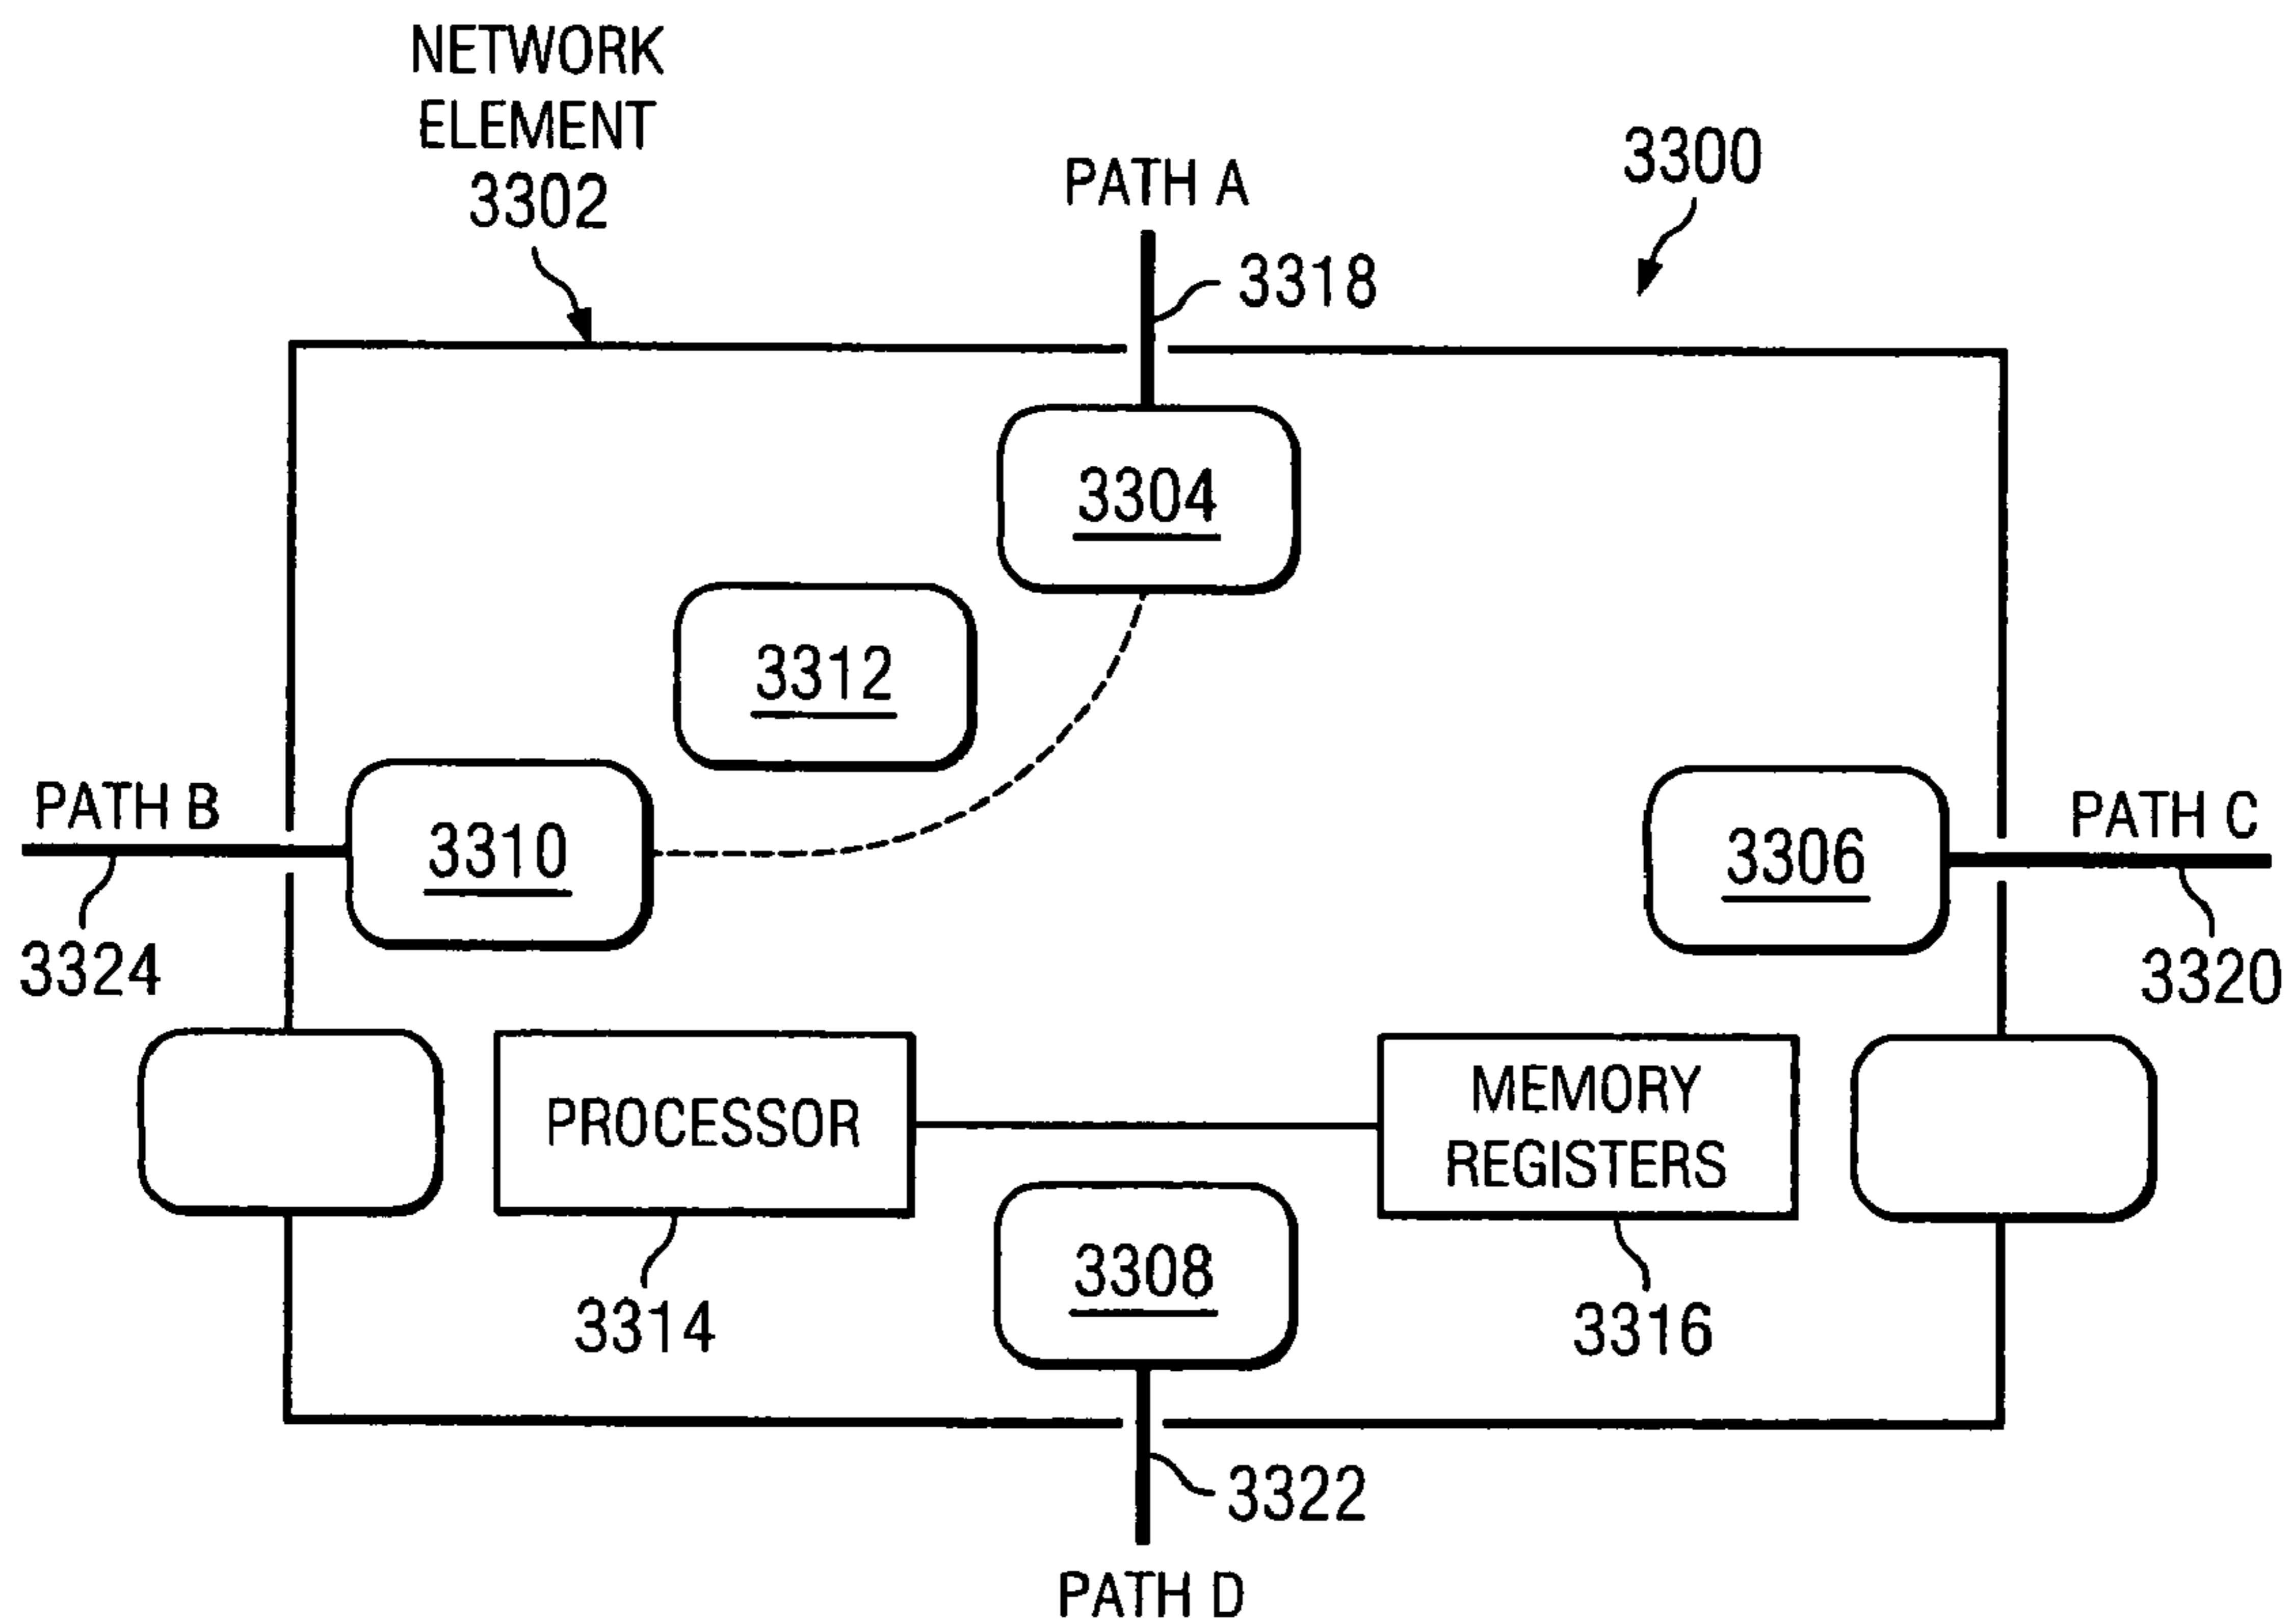 NETWORK
ELEMENT
3302
PATH A
3300
3318
3304
3312
PATH B
3310
3306
PATH C
3324
3320
PROCESSOR
MEMORY
REGISTERS
3308
3314
3316
3322
PATH D